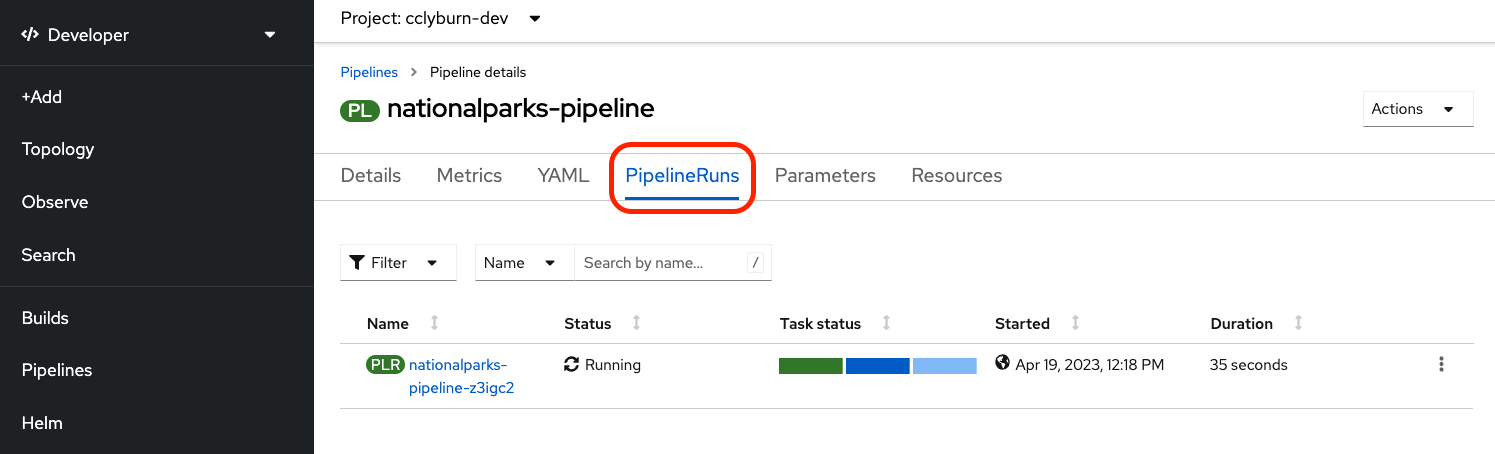 Developer
+Add
Topology
Observe
Search
Builds
Pipelines
Helm
Project: cclyburn-dev
Pipelines > Pipeline details
PL nationalparks-pipeline
Actions
Details Metrics YAML PipelineRuns Parameters Resources
Filter Name Search by name... /
Name Status Task status Started Duration
PLR nationalparks- Running Apr 19, 2023, 12:18 PM 35 seconds
pipeline-z3igc2